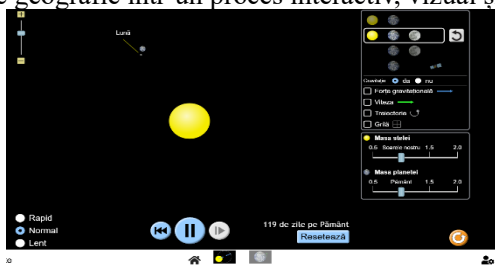 e geografie într-un proces interactiv, vizual ș
Lună
Gravitație da nu
Forțe gravitațională
Viteza
Traiectorie
Grilă
Masa stelei
0.5 Soarele nostru 1.5 2.0
Masa planetei
0.5 Pământ 1.5 2.0
Rapid
Normal
Lent
119 de zile pe Pământ
Resetează